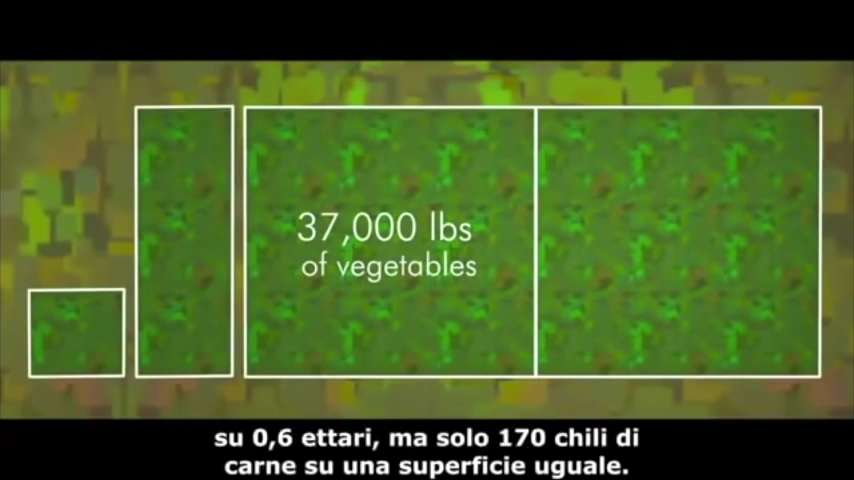 37,000 lbs
of vegetables
su 0,6 ettari, ma solo 170 chili di
carne su una superficie uguale.